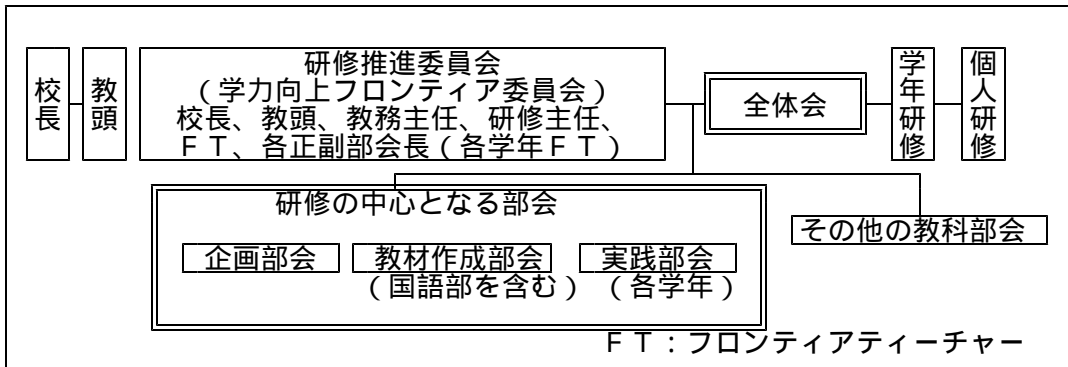 校長
教頭
研修推進委員会
(学力向上フロンティア委員会)
校長、教頭、教務主任、研修主任、
FT、各正副部会長(各学年FT)
全体会
学年研修
個人研修
研修の中心となる部会
企画部会
教材作成部会
(国語部を含む)
実践部会
(各学年)
その他の教科部会
FT:フロンティアティーチャー